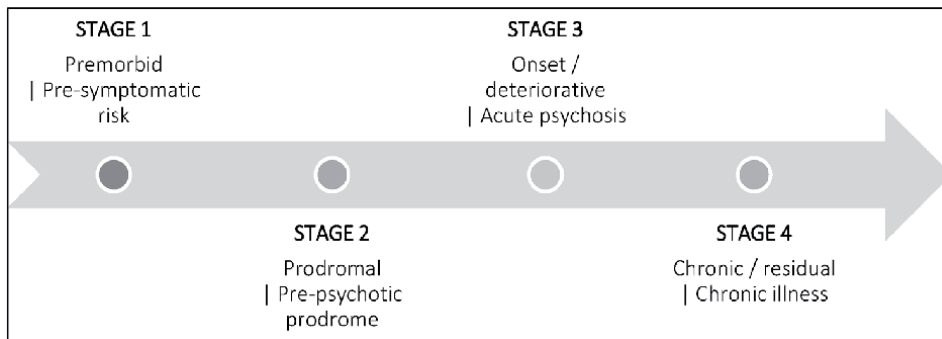 STAGE 1
Premorbid
| Pre-symptomatic
risk
STAGE 2
Prodromal
| Pre-psychotic
prodrome
STAGE 3
Onset /
deteriorative
| Acute psychosis
STAGE 4
Chronic / residual
| Chronic illness